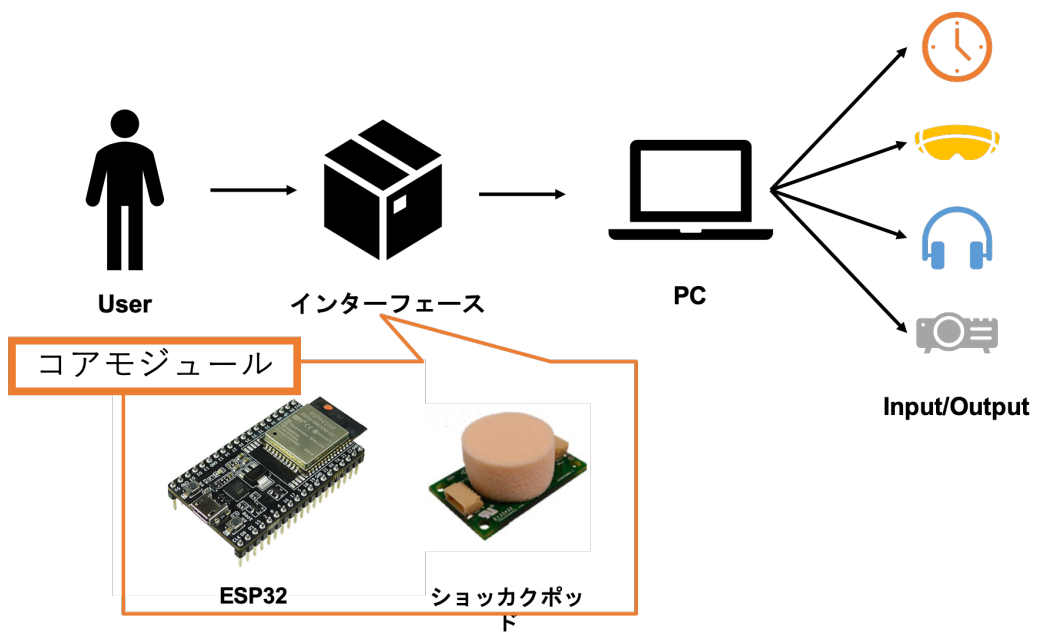 User
インターフェース
PC
Input/Output
コアモジュール
ESP32
ショッカクポッ
ド